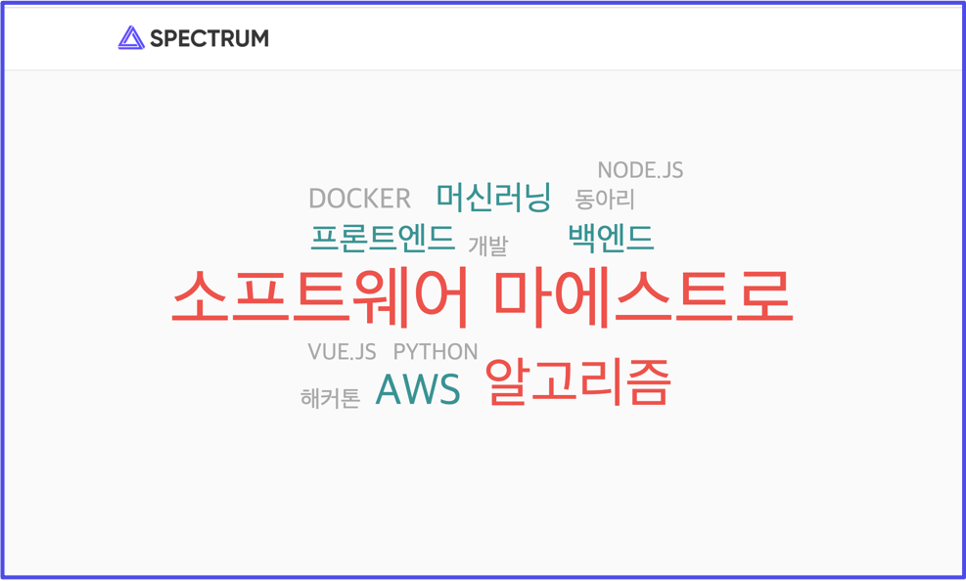 SPECTRUM
NODE.JS
DOCKER 머신러닝 동아리
프론트엔드 개발 백엔드
소프트웨어 마에스트로
VUE.JS PYTHON
해커톤 AWS 알고리즘